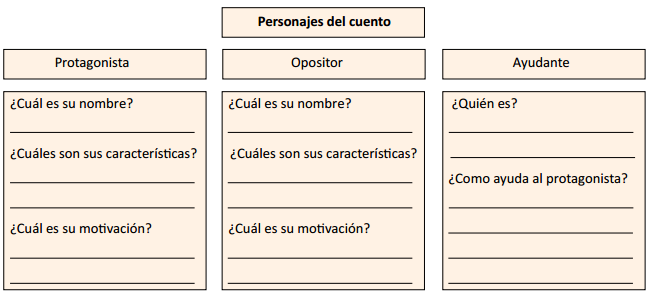 Personajes del cuento
Protagonista
Opositor
Ayudante
¿Cuál es su nombre?
¿Cuáles son sus características?
¿Cuál es su motivación?
¿Cuál es su nombre?
¿Cuáles son sus características?
¿Cuál es su motivación?
¿Quién es?
¿Como ayuda al protagonista?